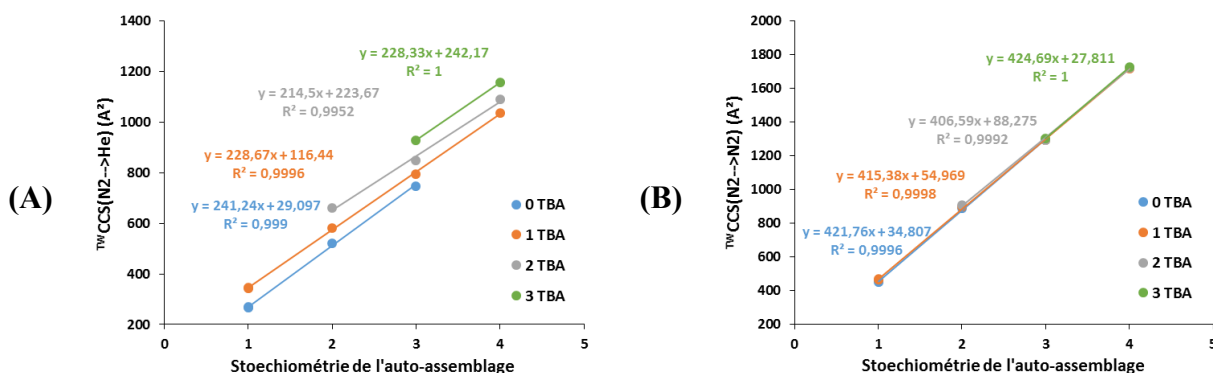 (A)
ᵀᵂCCS(N2-->He) (A²)
1400
1200
1000
800
600
400
200
y = 228,33x + 242,17
R² = 1
y = 214,5x + 223,67
R² = 0,9952
y = 228,67x + 116,44
R² = 0,9996
y = 241,24x + 29,097
R² = 0,999
0 TBA
1 TBA
2 TBA
3 TBA
0 1 2 3 4 5
Stoechiométrie de l'auto-assemblage
(B)
ᵀᵂCCS(N2-->N2) (A²)
2000
1800
1600
1400
1200
1000
800
600
400
200
y = 424,69x + 27,811
R² = 1
y = 406,59x + 88,275
R² = 0,9992
y = 415,38x + 54,969
R² = 0,9998
y = 421,76x + 34,807
R² = 0,9996
0 TBA
1 TBA
2 TBA
3 TBA
0 1 2 3 4 5
Stoechiométrie de l'auto-assemblage